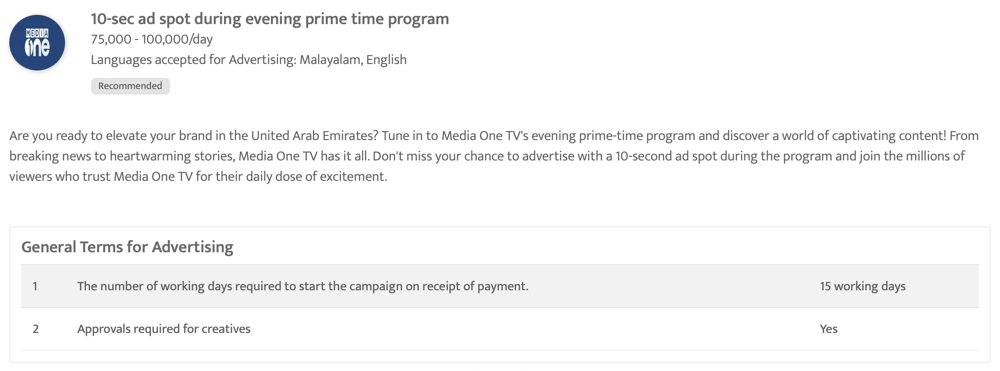 MEDIA
one
10-sec ad spot during evening prime time program
75,000 - 100,000/day
Languages accepted for Advertising: Malayalam, English
Recommended
Are you ready to elevate your brand in the United Arab Emirates? Tune in to Media One TV's evening prime-time program and discover a world of captivating content! From
breaking news to heartwarming stories, Media One TV has it all. Don't miss your chance to advertise with a 10-second ad spot during the program and join the millions of
viewers who trust Media One TV for their daily dose of excitement.
General Terms for Advertising
1 The number of working days required to start the campaign on receipt of payment. 15 working days
2 Approvals required for creatives Yes